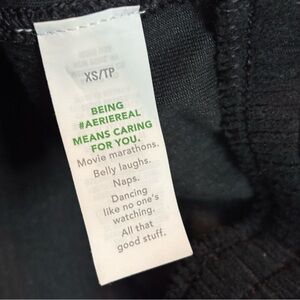 XS/TP
BEING
#AERIEREAL
MEANS CARING
FOR YOU.
Movie marathons.
Belly laughs.
Naps.
Dancing
like no one's
watching.
All that
good stuff.